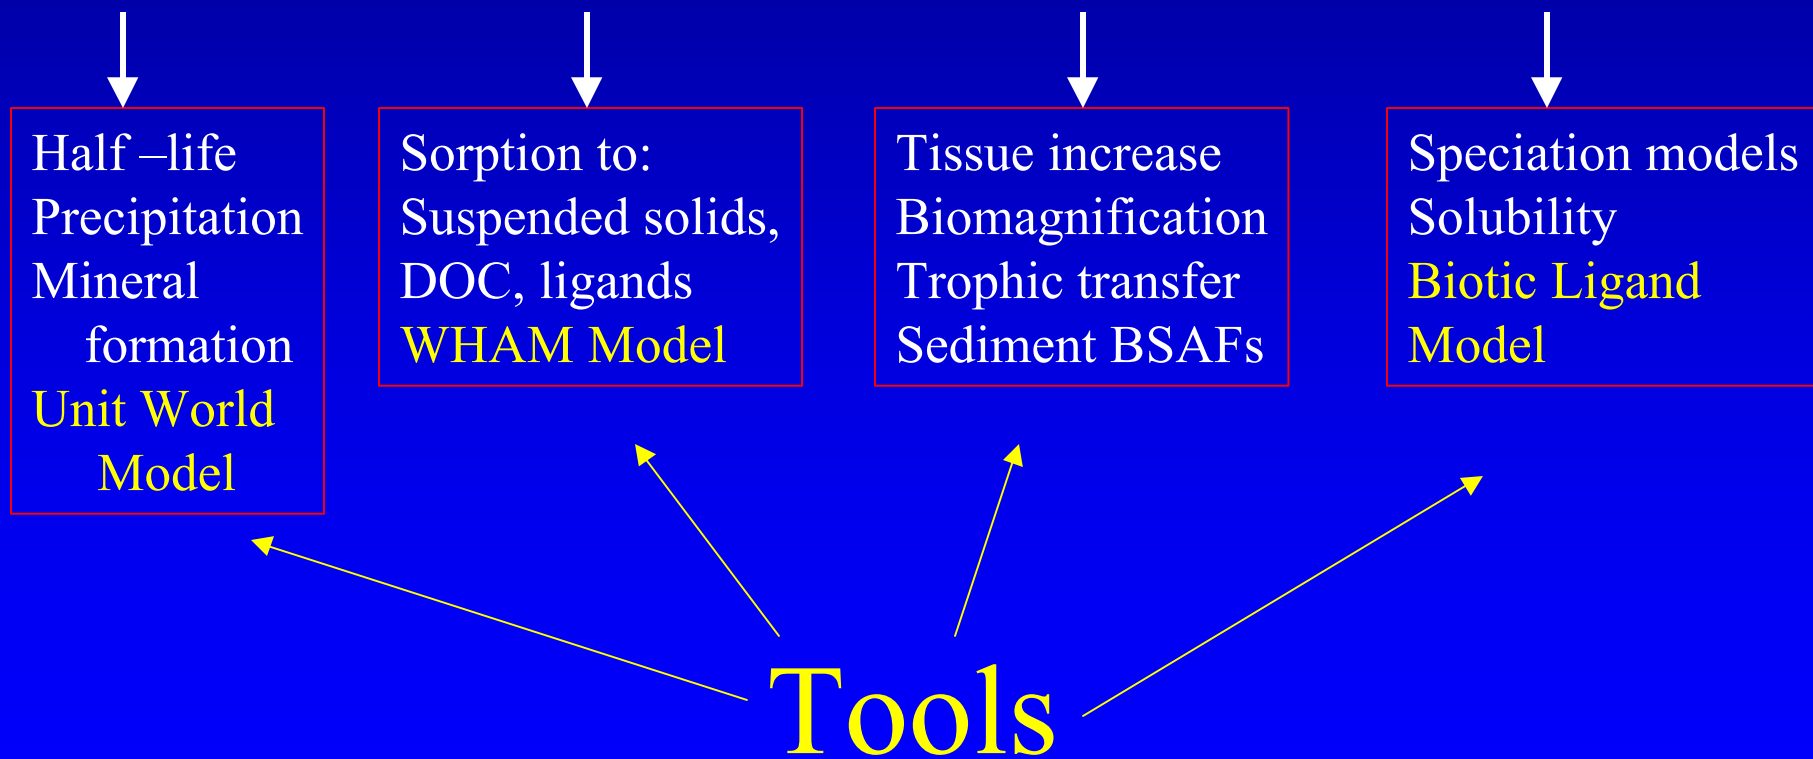 Half –life
Precipitation
Mineral
formation
Unit World
Model
Sorption to:
Suspended solids,
DOC, ligands
WHAM Model
Tissue increase
Biomagnification
Trophic transfer
Sediment BSAFs
Speciation models
Solubility
Biotic Ligand
Model
Tools